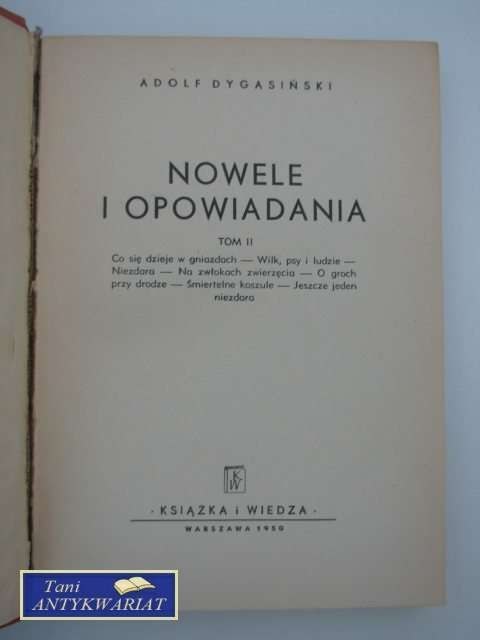 ADOLF DYGASIŃSKI
NOWELE
I OPOWIADANIA
TOM II
Co się dzieje w gniazdach — Wilk, psy i ludzie —
Niezdara — Na zwłokach zwierzęcia — O groch
przy drodze — Śmiertelne koszule — Jeszcze jeden
niezdara
KW
· KSIĄŻKA i WIEDZA ·
WARSZAWA 1950
Tani
ANTYKWARIAT